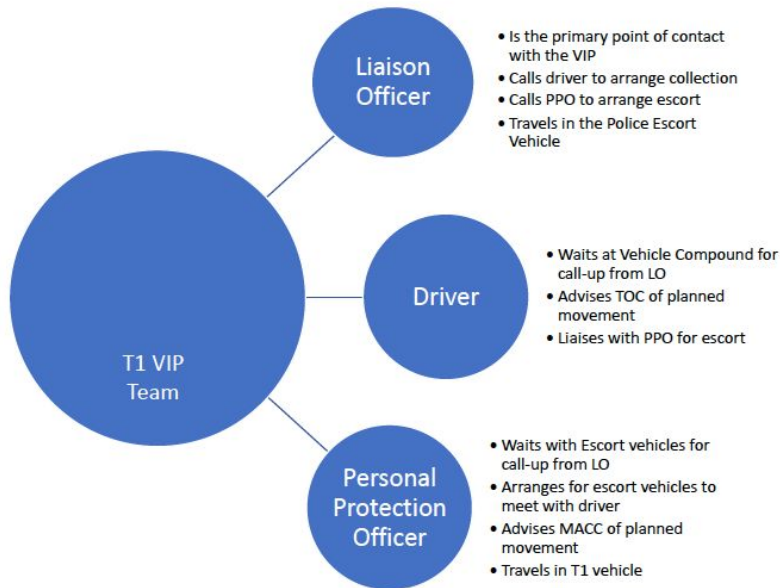 Liaison
Officer
• Is the primary point of contact
with the VIP
• Calls driver to arrange collection
• Calls PPO to arrange escort
• Travels in the Police Escort
Vehicle
T1 VIP
Team
Driver
• Waits at Vehicle Compound for
call-up from LO
• Advises TOC of planned
movement
• Liaises with PPO for escort
Personal
Protection
Officer
• Waits with Escort vehicles for
call-up from LO
• Arranges for escort vehicles to
meet with driver
• Advises MACC of planned
movement
• Travels in T1 vehicle